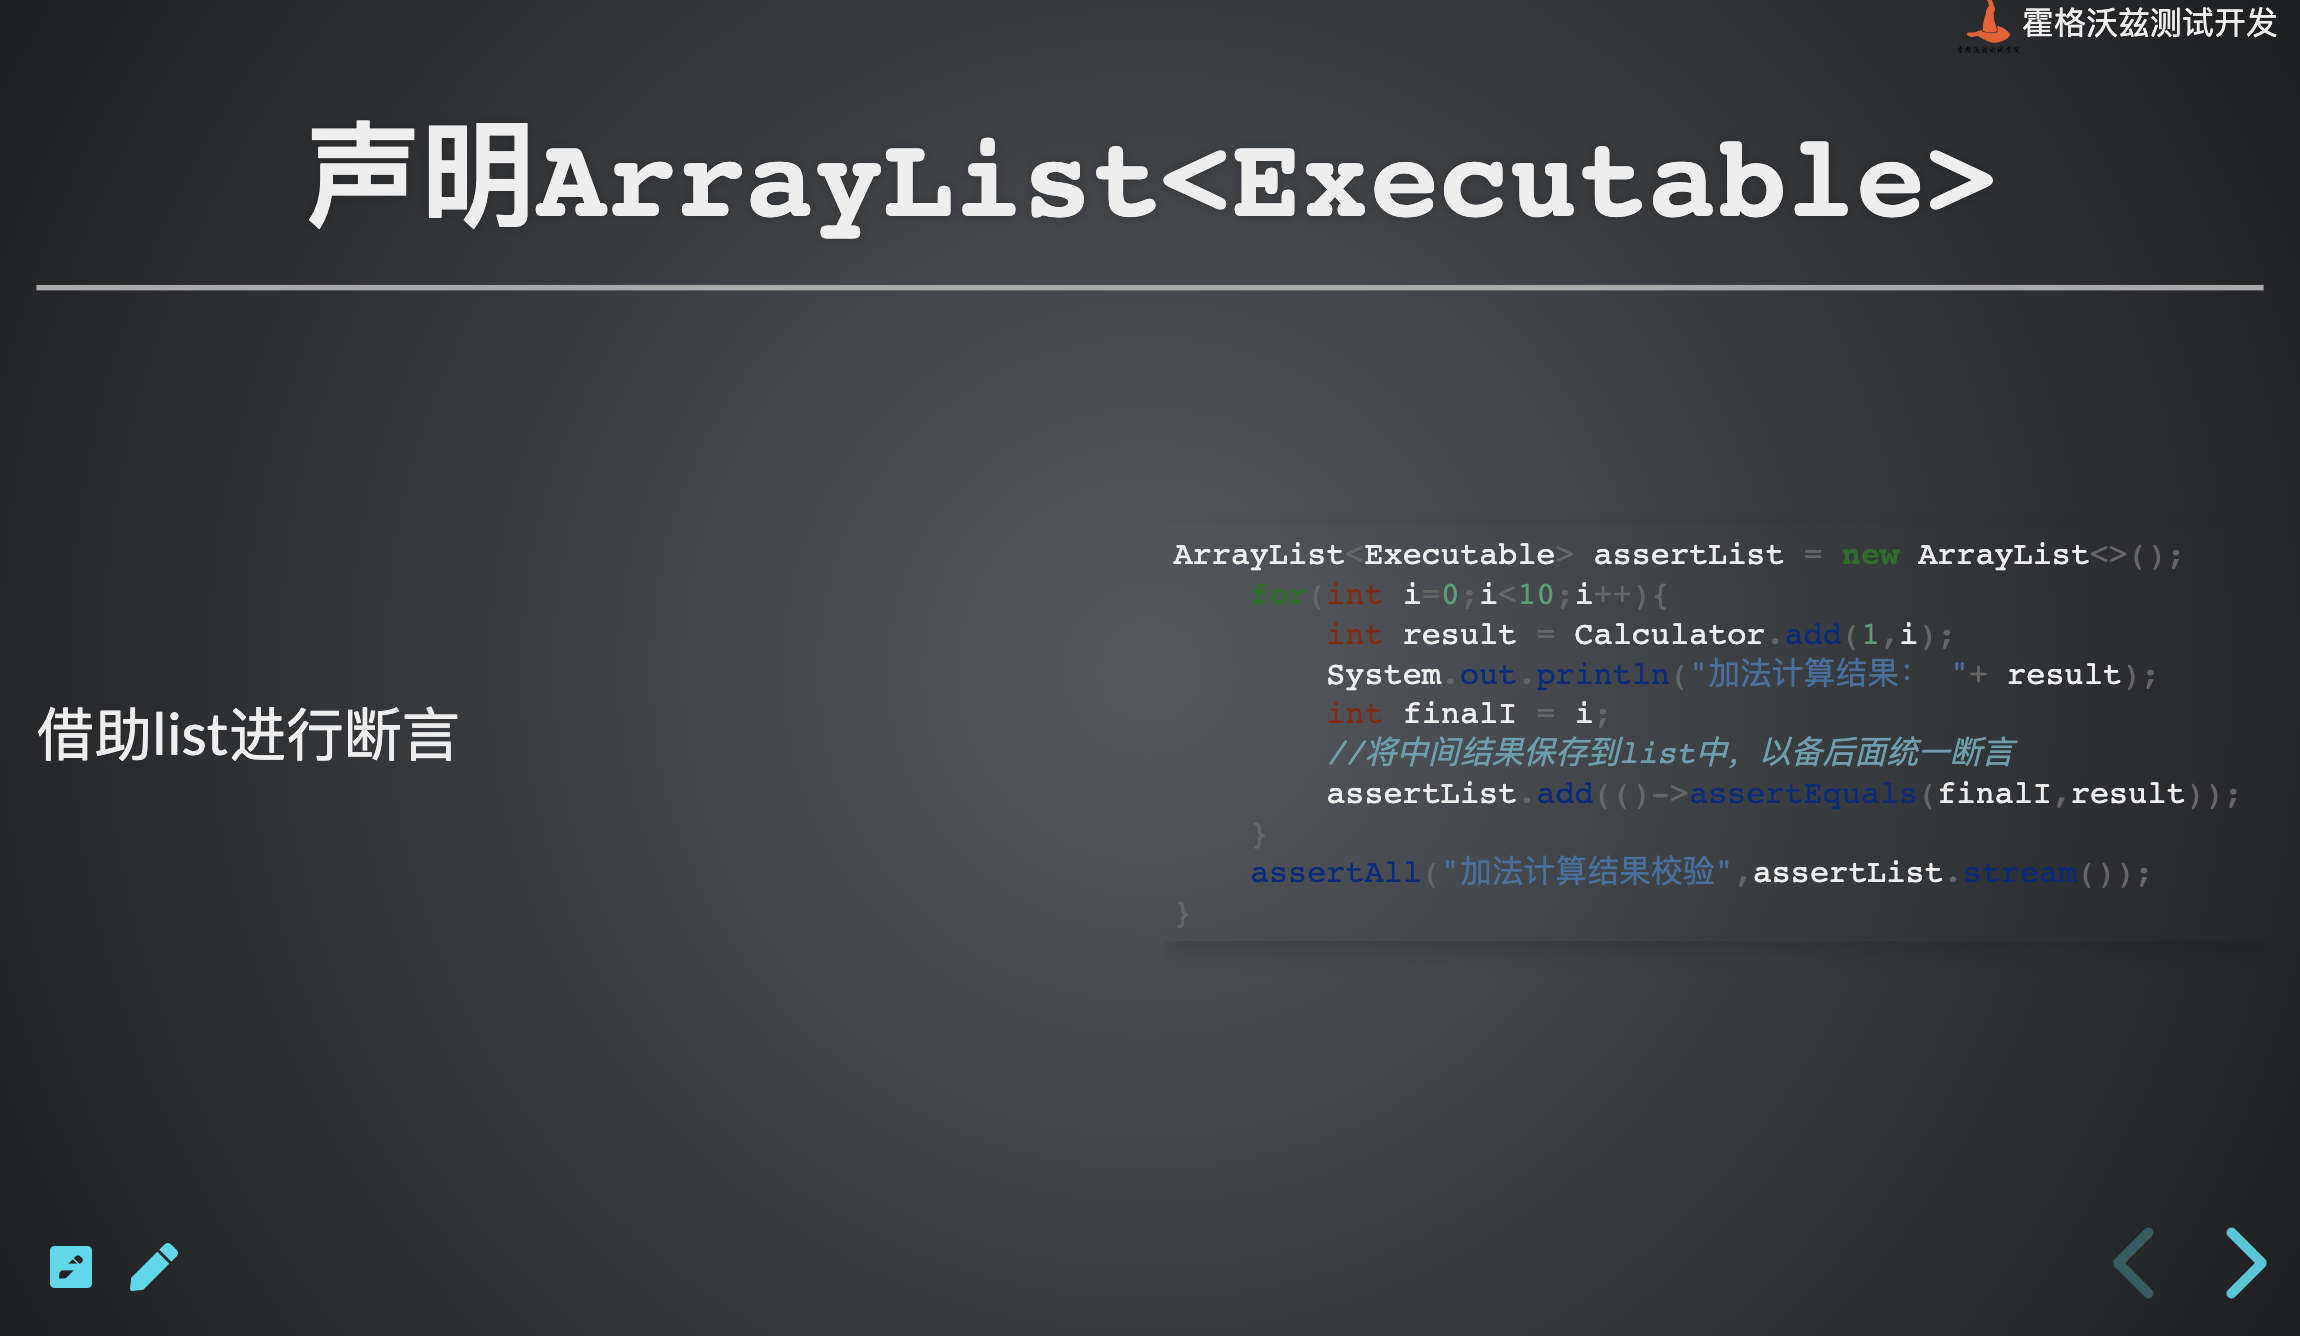 霍格沃兹测试开发
声明ArrayList<Executable>
借助list进行断言
ArrayList<Executable> assertList = new ArrayList<>();
    for(int i=0;i<10;i++){
        int result = Calculator.add(1,i);
        System.out.println("加法计算结果： "+ result);
        int finalI = i;
        //将中间结果保存到list中，以备后面统一断言
        assertList.add(()->assertEquals(finalI,result));
    }
    assertAll("加法计算结果校验",assertList.stream());
}